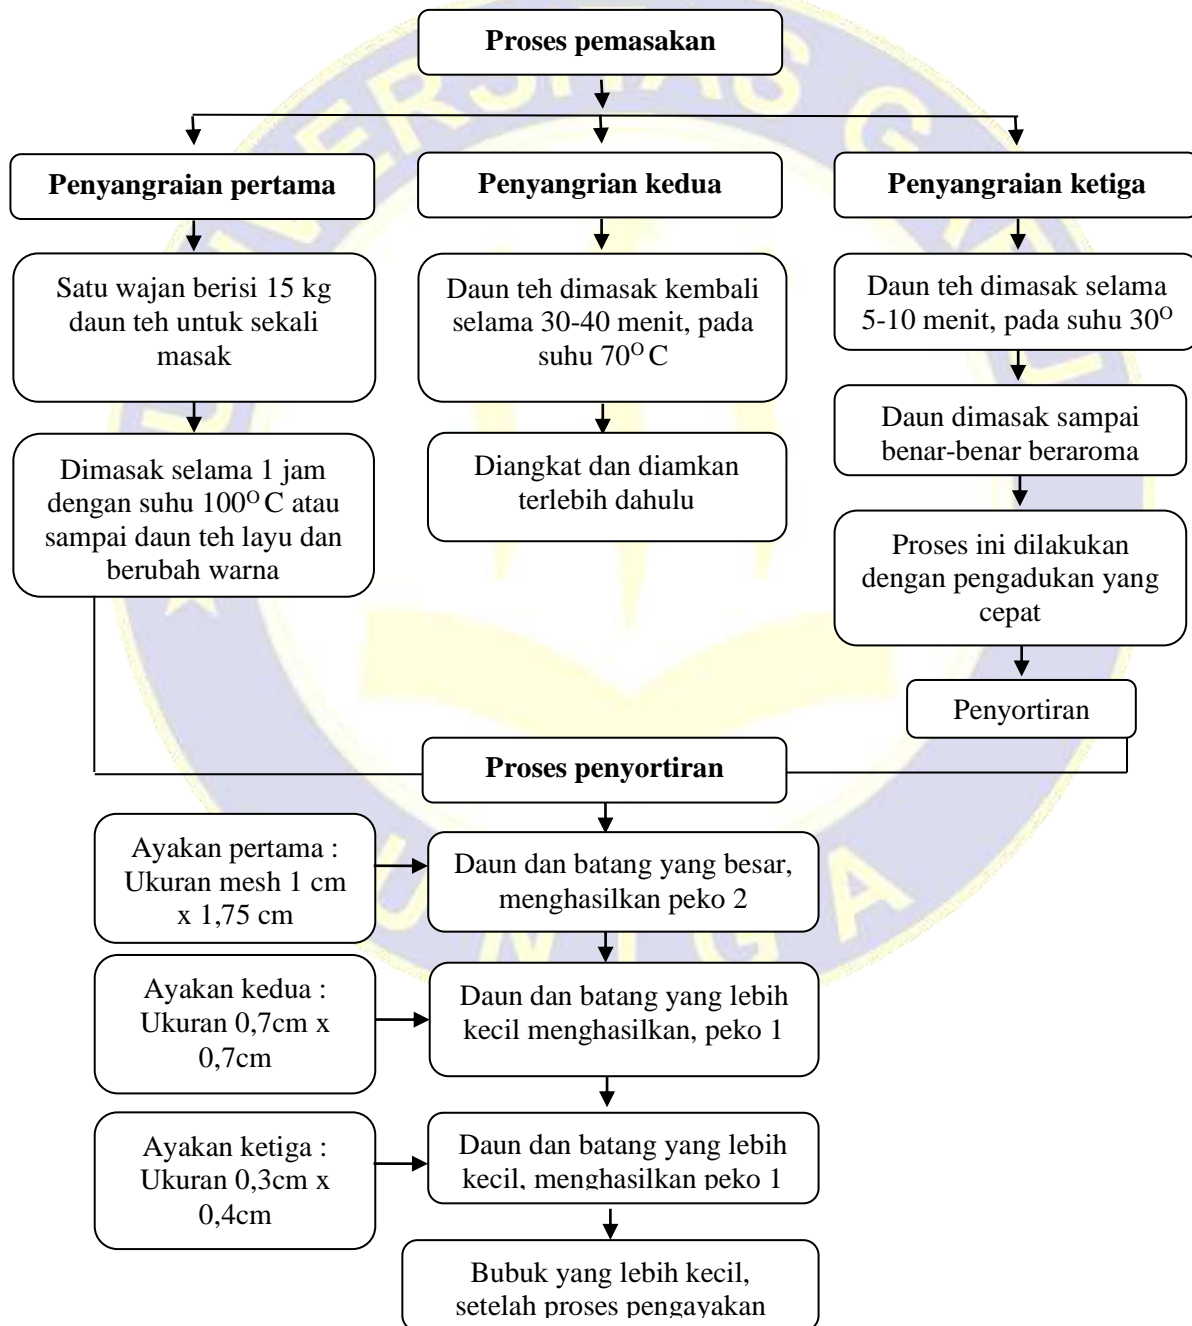 Proses pemasakan
Penyangraian pertama
Penyangrian kedua
Penyangraian ketiga
Satu wajan berisi 15 kg
daun teh untuk sekali
masak
Daun teh dimasak kembali
selama 30-40 menit, pada
suhu 70ᴼ C
Daun teh dimasak selama
5-10 menit, pada suhu 30ᴼ
Dimasak selama 1 jam
dengan suhu 100ᴼ C atau
sampai daun teh layu dan
berubah warna
Diangkat dan diamkan
terlebih dahulu
Daun dimasak sampai
benar-benar beraroma
Proses ini dilakukan
dengan pengadukan yang
cepat
Penyortiran
Proses penyortiran
Ayakan pertama :
Ukuran mesh 1 cm
x 1,75 cm
Daun dan batang yang besar,
menghasilkan peko 2
Ayakan kedua :
Ukuran 0,7cm x
0,7cm
Daun dan batang yang lebih
kecil menghasilkan, peko 1
Ayakan ketiga :
Ukuran 0,3cm x
0,4cm
Daun dan batang yang lebih
kecil, menghasilkan peko 1
Bubuk yang lebih kecil,
setelah proses pengayakan
UNIGA